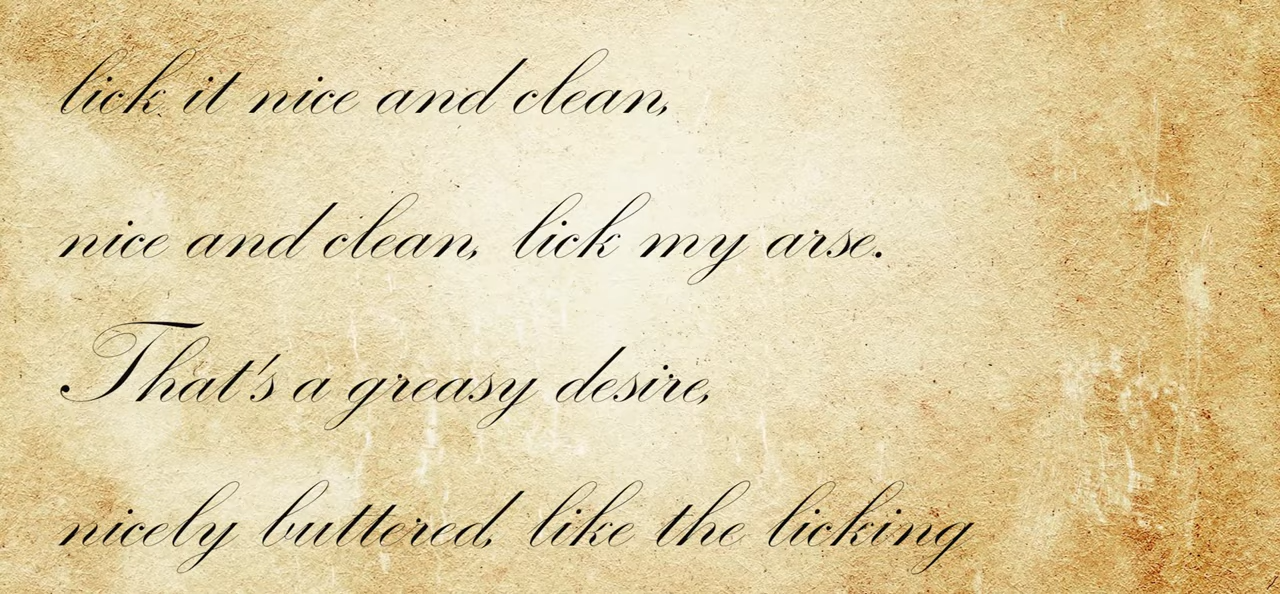 lick it nice and clean,
nice and clean, lick my arse.
That's a greasy desire,
nicely buttered, like the licking